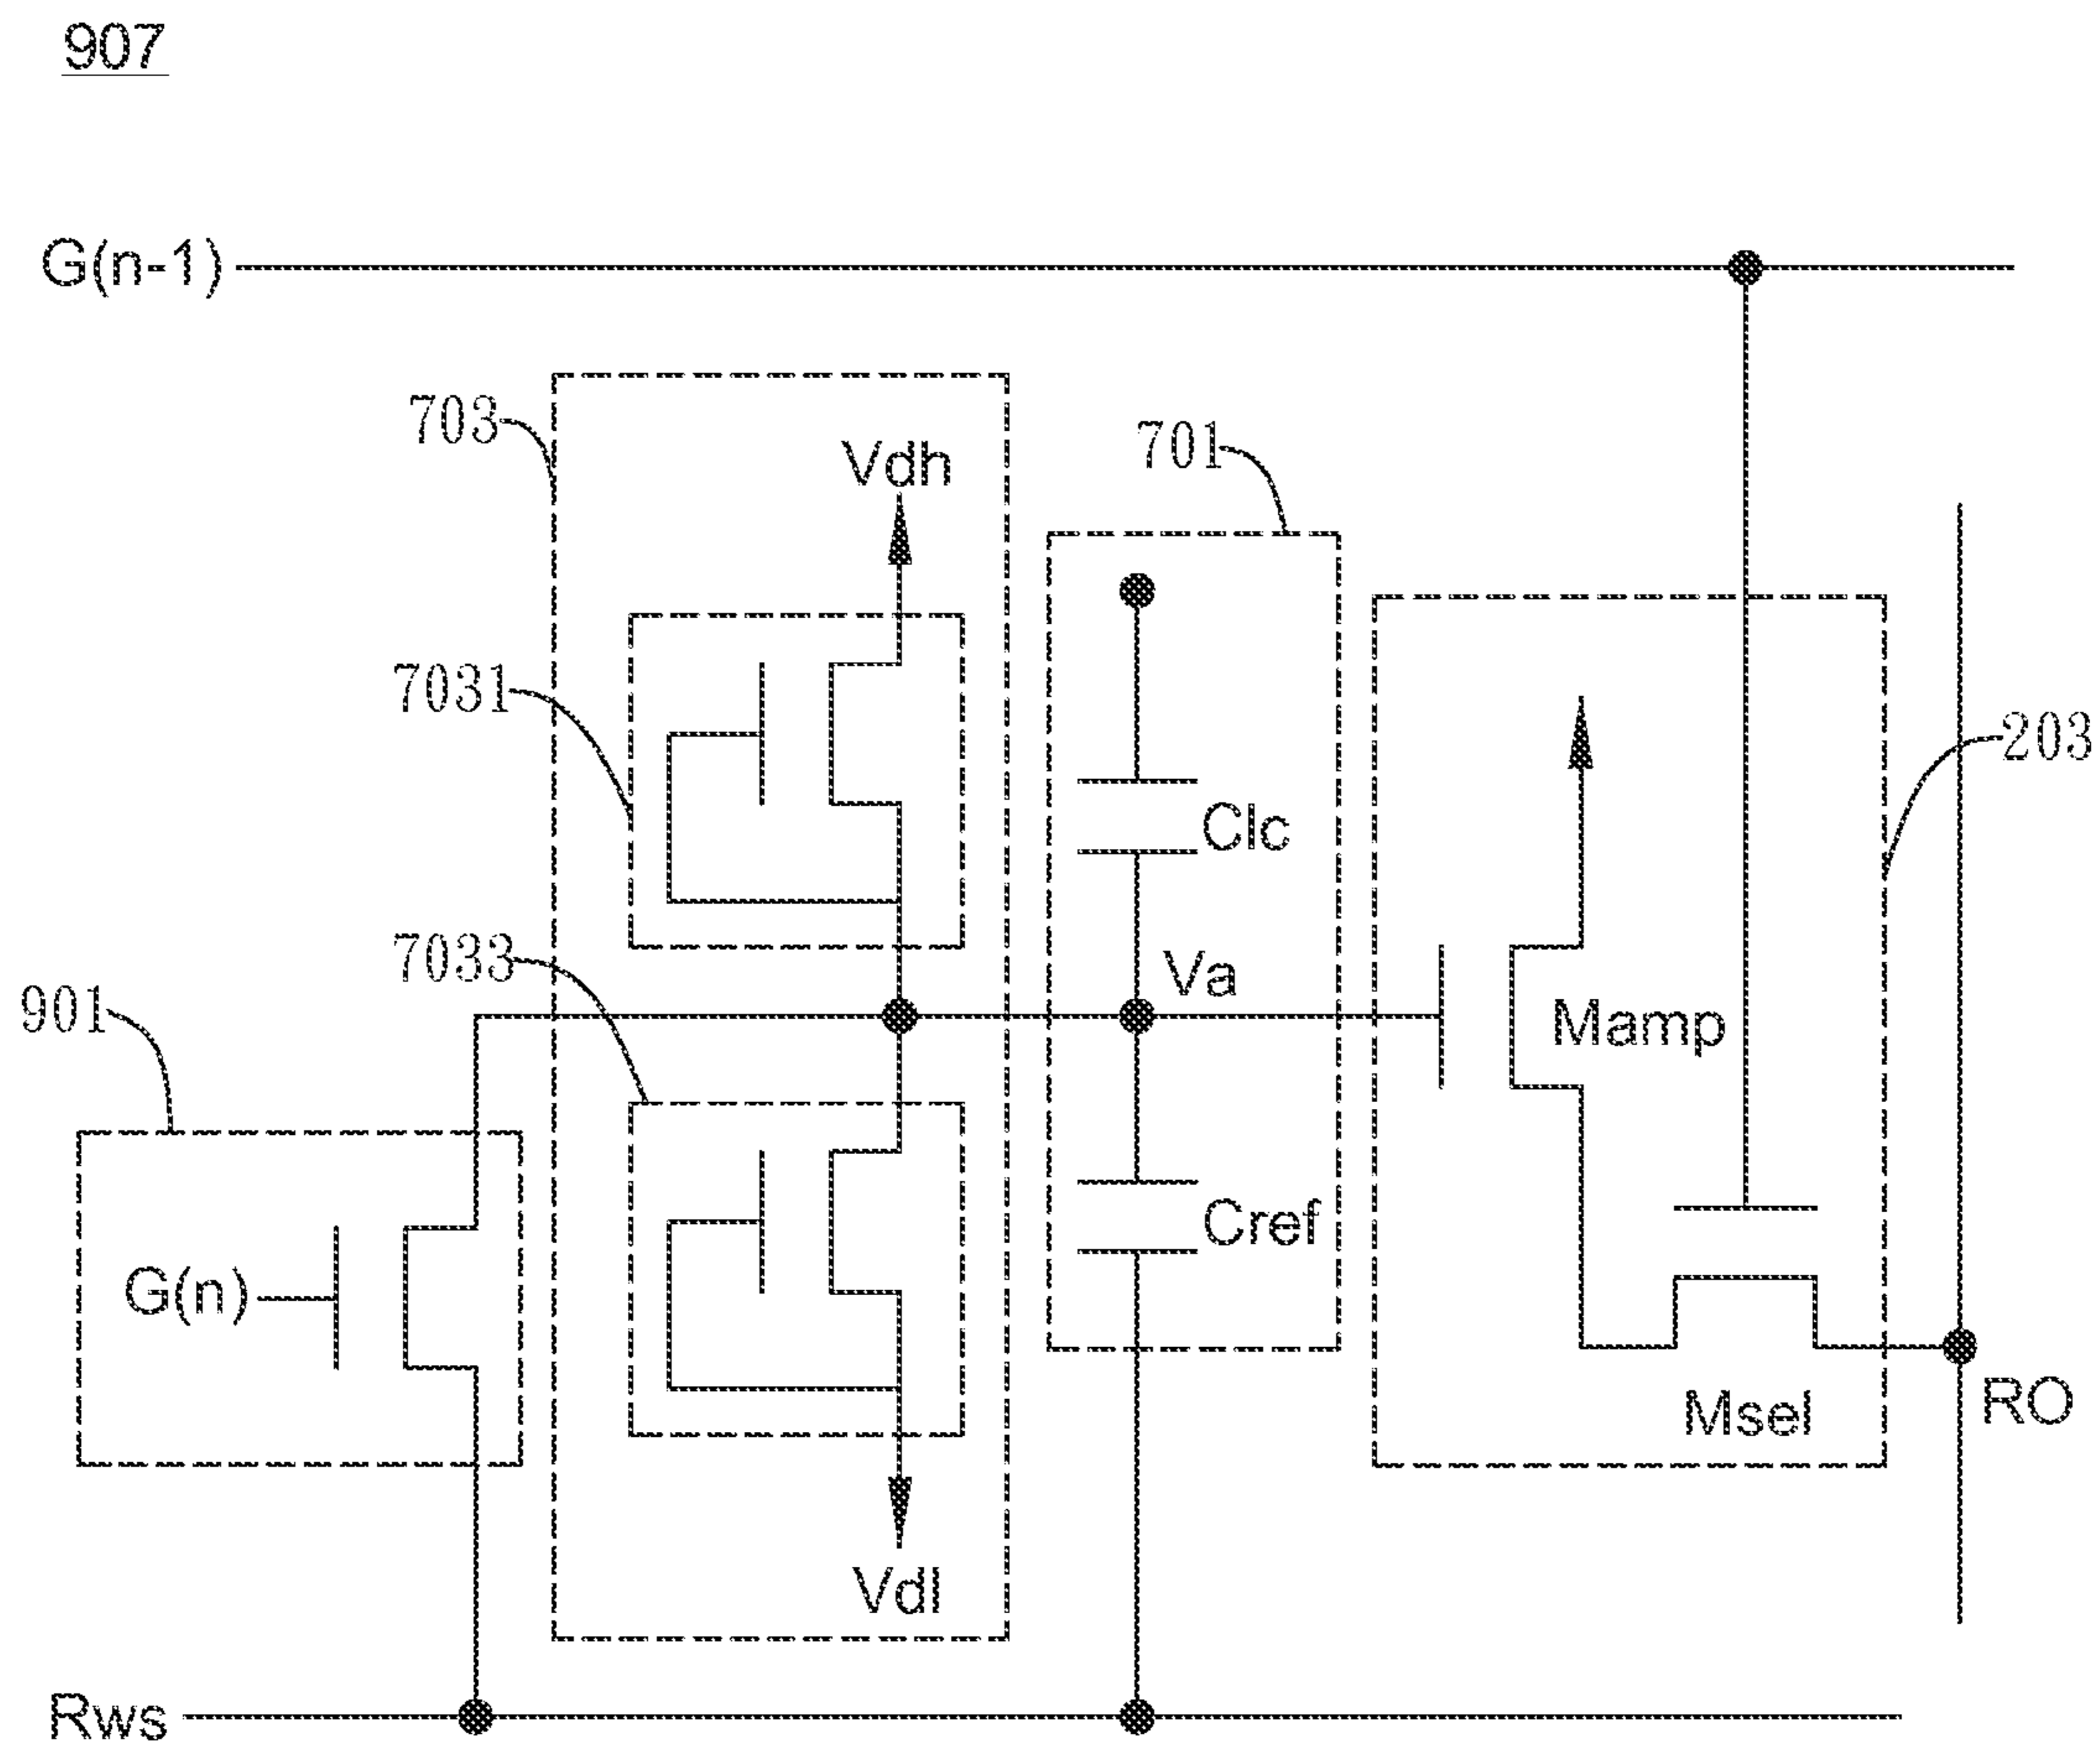 907
G(n-1)
703
Vdh
701
7031
203
Clc
7033
Va
901
Mamp
Cref
G(n)
Msel
RO
Vdl
Rws